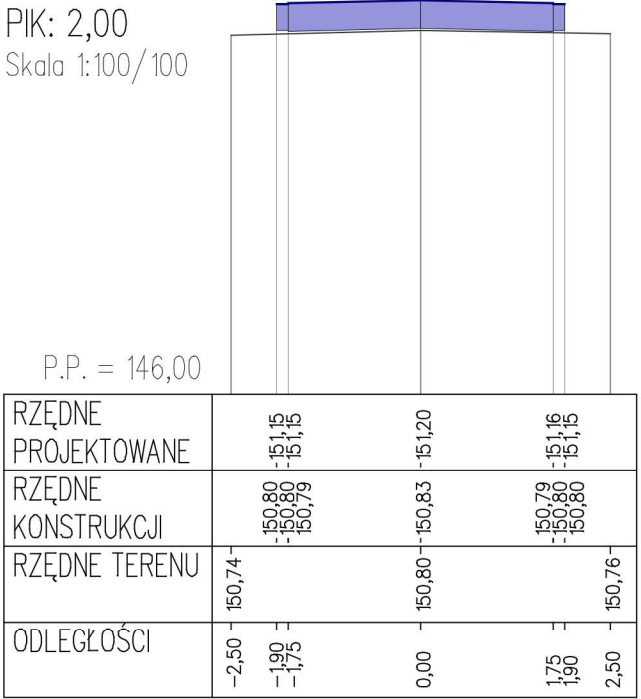 PIK: 2,00
Skala 1:100/100
P.P. = 146,00
RZĘDNE
PROJEKTOWANE
151,15 151,15 151,20 151,16 151,15
RZĘDNE
KONSTRUKCJI
150,80 150,80 150,79 150,83 150,79 150,80 150,80
RZĘDNE TERENU
150,74 150,80 150,76
ODLEGŁOŚCI
-2,50 -1,90 -1,75 0,00 1,75 1,90 2,50